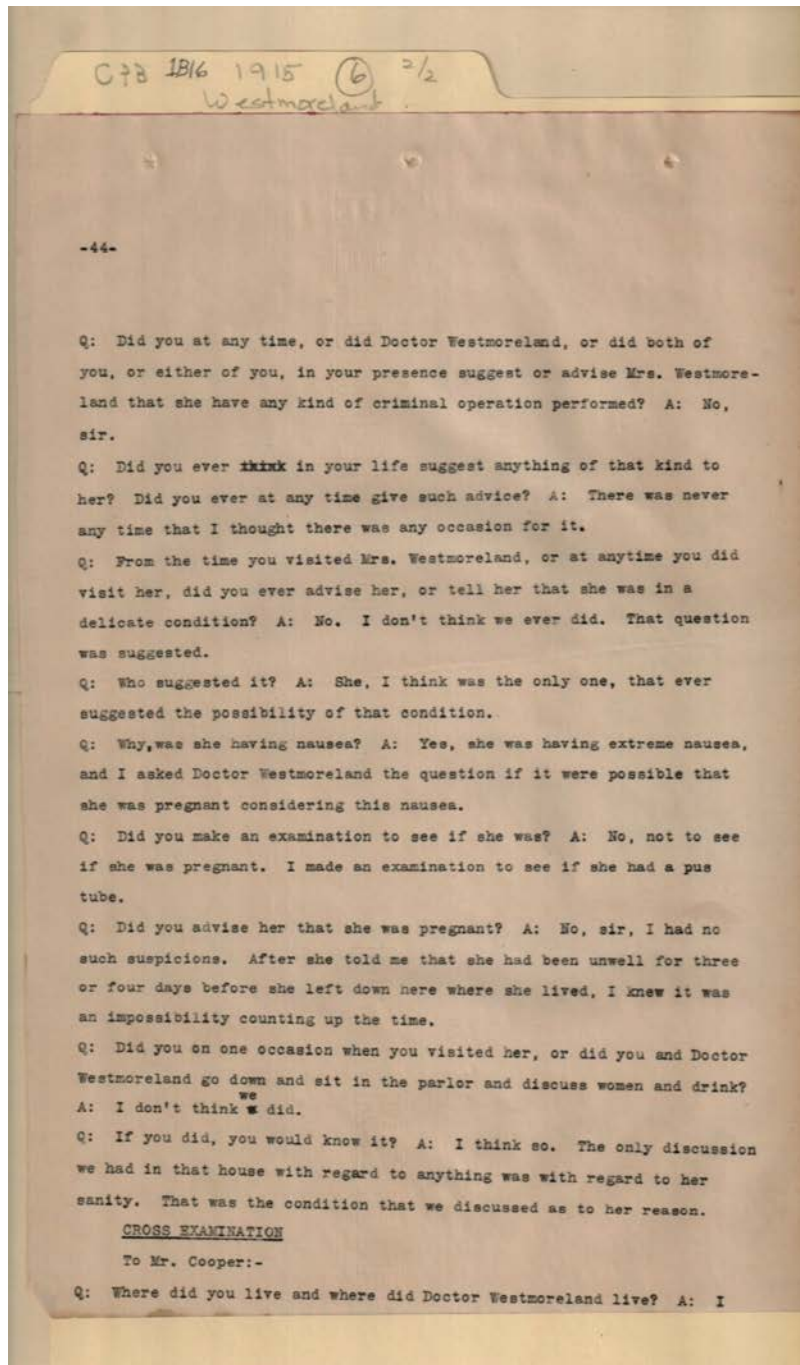 C73 1B16 1915 6 2/2
Westmoreland.
-44-
Q: Did you at any time, or did Doctor Westmoreland, or did both of
you, or either of you, in your presence suggest or advise Mrs. Westmore-
land that she have any kind of criminal operation performed? A: No,
sir.
Q: Did you ever think in your life suggest anything of that kind to
her? Did you ever at any time give such advice? A: There was never
any time that I thought there was any occasion for it.
Q: From the time you visited Mrs. Westmoreland, or at anytime you did
visit her, did you ever advise her, or tell her that she was in a
delicate condition? A: No. I don't think we ever did. That question
was suggested.
Q: Who suggested it? A: She, I think was the only one, that ever
suggested the possibility of that condition.
Q: Why,was she having nausea? A: Yes, she was having extreme nausea,
and I asked Doctor Westmoreland the question if it were possible that
she was pregnant considering this nausea.
Q: Did you make an examination to see if she was? A: No, not to see
if she was pregnant. I made an examination to see if she had a pus
tube.
Q: Did you advise her that she was pregnant? A: No, sir, I had no
such suspicions. After she told me that she had been unwell for three
or four days before she left down here where she lived, I knew it was
an impossibility counting up the time.
Q: Did you on one occasion when you visited her, or did you and Doctor
Westmoreland go down and sit in the parlor and discuss women and drink?
we
A: I don't think did.
Q: If you did, you would know it? A: I think so. The only discussion
we had in that house with regard to anything was with regard to her
sanity. That was the condition that we discussed as to her reason.
CROSS EXAMINATION
To Mr. Cooper:-
Q: Where did you live and where did Doctor Westmoreland live? A: I